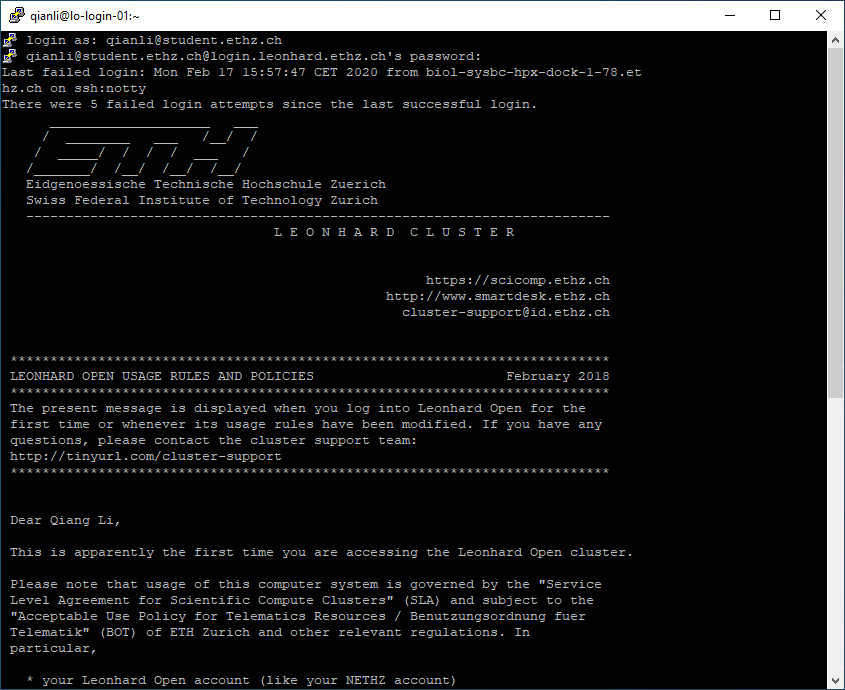 qianli@lo-login-01:~
login as: qianli@student.ethz.ch
qianli@student.ethz.ch@login.leonhard.ethz.ch's password:
Last failed login: Mon Feb 17 15:57:47 CET 2020 from biol-sysbc-hpx-dock-1-78.et
hz.ch on ssh:notty
There were 5 failed login attempts since the last successful login.
ETH
Eidgenoessische Technische Hochschule Zuerich
Swiss Federal Institute of Technology Zurich
-------------------------------------------------------------------------
L E O N H A R D  C L U S T E R
https://scicomp.ethz.ch
http://www.smartdesk.ethz.ch
cluster-support@id.ethz.ch
***************************************************************************
LEONHARD OPEN USAGE RULES AND POLICIES                        February 2018
***************************************************************************
The present message is displayed when you log into Leonhard Open for the
first time or whenever its usage rules have been modified. If you have any
questions, please contact the cluster support team:
http://tinyurl.com/cluster-support
***************************************************************************
Dear Qiang Li,
This is apparently the first time you are accessing the Leonhard Open cluster.
Please note that usage of this computer system is governed by the "Service
Level Agreement for Scientific Compute Clusters" (SLA) and subject to the
"Acceptable Use Policy for Telematics Resources / Benutzungsordnung fuer
Telematik" (BOT) of ETH Zurich and other relevant regulations. In
particular,
* your Leonhard Open account (like your NETHZ account)